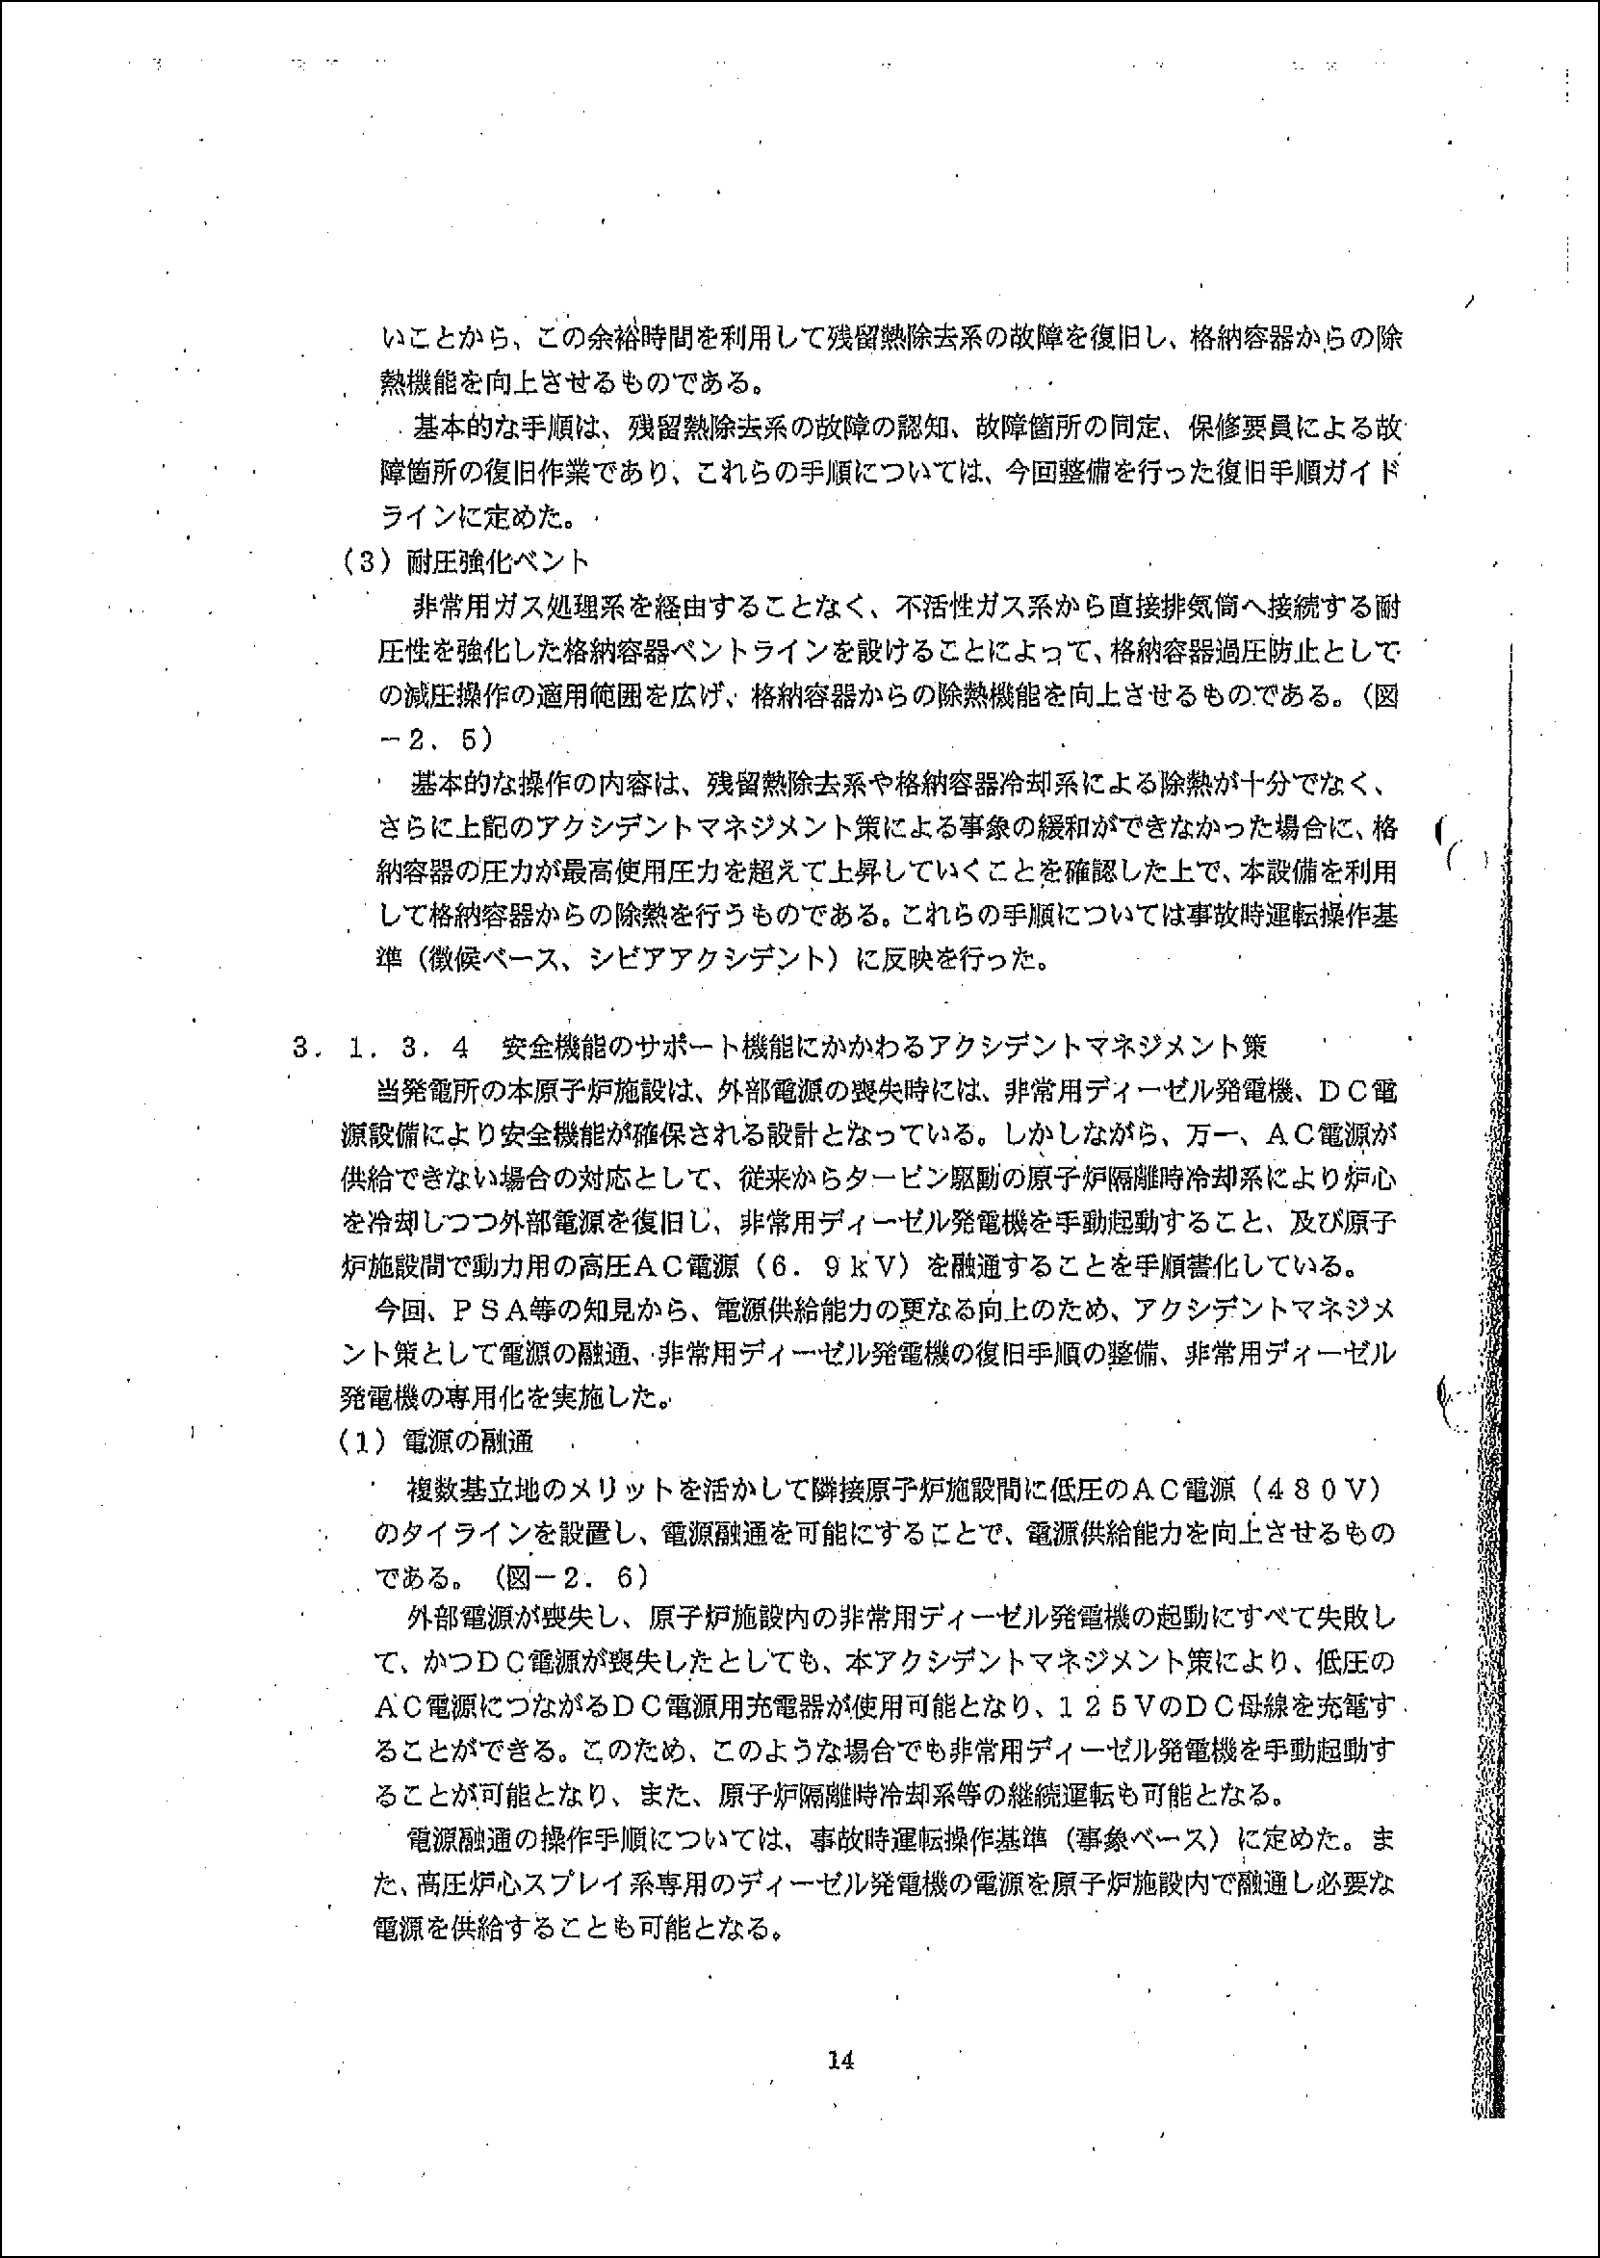 いことから、この余裕時間を利用して残留熱除去系の故障を復旧し、格納容器からの除
熱機能を向上させるものである。
基本的な手順は、残留熱除去系の故障の認知、故障箇所の同定、保修要員による故
障箇所の復旧作業であり、これらの手順については、今回整備を行った復旧手順ガイド
ラインに定めた。
（３）耐圧強化ベント
非常用ガス処理系を経由することなく、不活性ガス系から直接排気筒へ接続する耐
圧性を強化した格納容器ベントラインを設けることによって、格納容器過圧防止として
の減圧操作の適用範囲を広げ、格納容器からの除熱機能を向上させるものである。（図
－２．５）
基本的な操作の内容は、残留熱除去系や格納容器冷却系による除熱が十分でなく、
さらに上記のアクシデントマネジメント策による事象の緩和ができなかった場合に、格
納容器の圧力が最高使用圧力を超えて上昇していくことを確認した上で、本設備を利用
して格納容器からの除熱を行うものである。これらの手順については事故時運転操作基
準（徴候ベース、シビアアクシデント）に反映を行った。
３．１．３．４　安全機能のサポート機能にかかわるアクシデントマネジメント策
当発電所の本原子炉施設は、外部電源の喪失時には、非常用ディーゼル発電機、ＤＣ電
源設備により安全機能が確保される設計となっている。しかしながら、万一、ＡＣ電源が
供給できない場合の対応として、従来からタービン駆動の原子炉隔離時冷却系により炉心
を冷却しつつ外部電源を復旧し、非常用ディーゼル発電機を手動起動すること、及び原子
炉施設間で動力用の高圧ＡＣ電源（６．９ｋＶ）を融通することを手順書化している。
今回、ＰＳＡ等の知見から、電源供給能力の更なる向上のため、アクシデントマネジメ
ント策として電源の融通、非常用ディーゼル発電機の復旧手順の整備、非常用ディーゼル
発電機の専用化を実施した。
（１）電源の融通
複数基立地のメリットを活かして隣接原子炉施設間に低圧のＡＣ電源（４８０Ｖ）
のタイラインを設置し、電源融通を可能にすることで、電源供給能力を向上させるもの
である。（図－２．６）
外部電源が喪失し、原子炉施設内の非常用ディーゼル発電機の起動にすべて失敗し
て、かつＤＣ電源が喪失したとしても、本アクシデントマネジメント策により、低圧の
ＡＣ電源につながるＤＣ電源用充電器が使用可能となり、１２５ＶのＤＣ母線を充電す
ることができる。このため、このような場合でも非常用ディーゼル発電機を手動起動す
ることが可能となり、また、原子炉隔離時冷却系等の継続運転も可能となる。
電源融通の操作手順については、事故時運転操作基準（事象ベース）に定めた。ま
た、高圧炉心スプレイ系専用のディーゼル発電機の電源を原子炉施設内で融通し必要な
電源を供給することも可能となる。
14